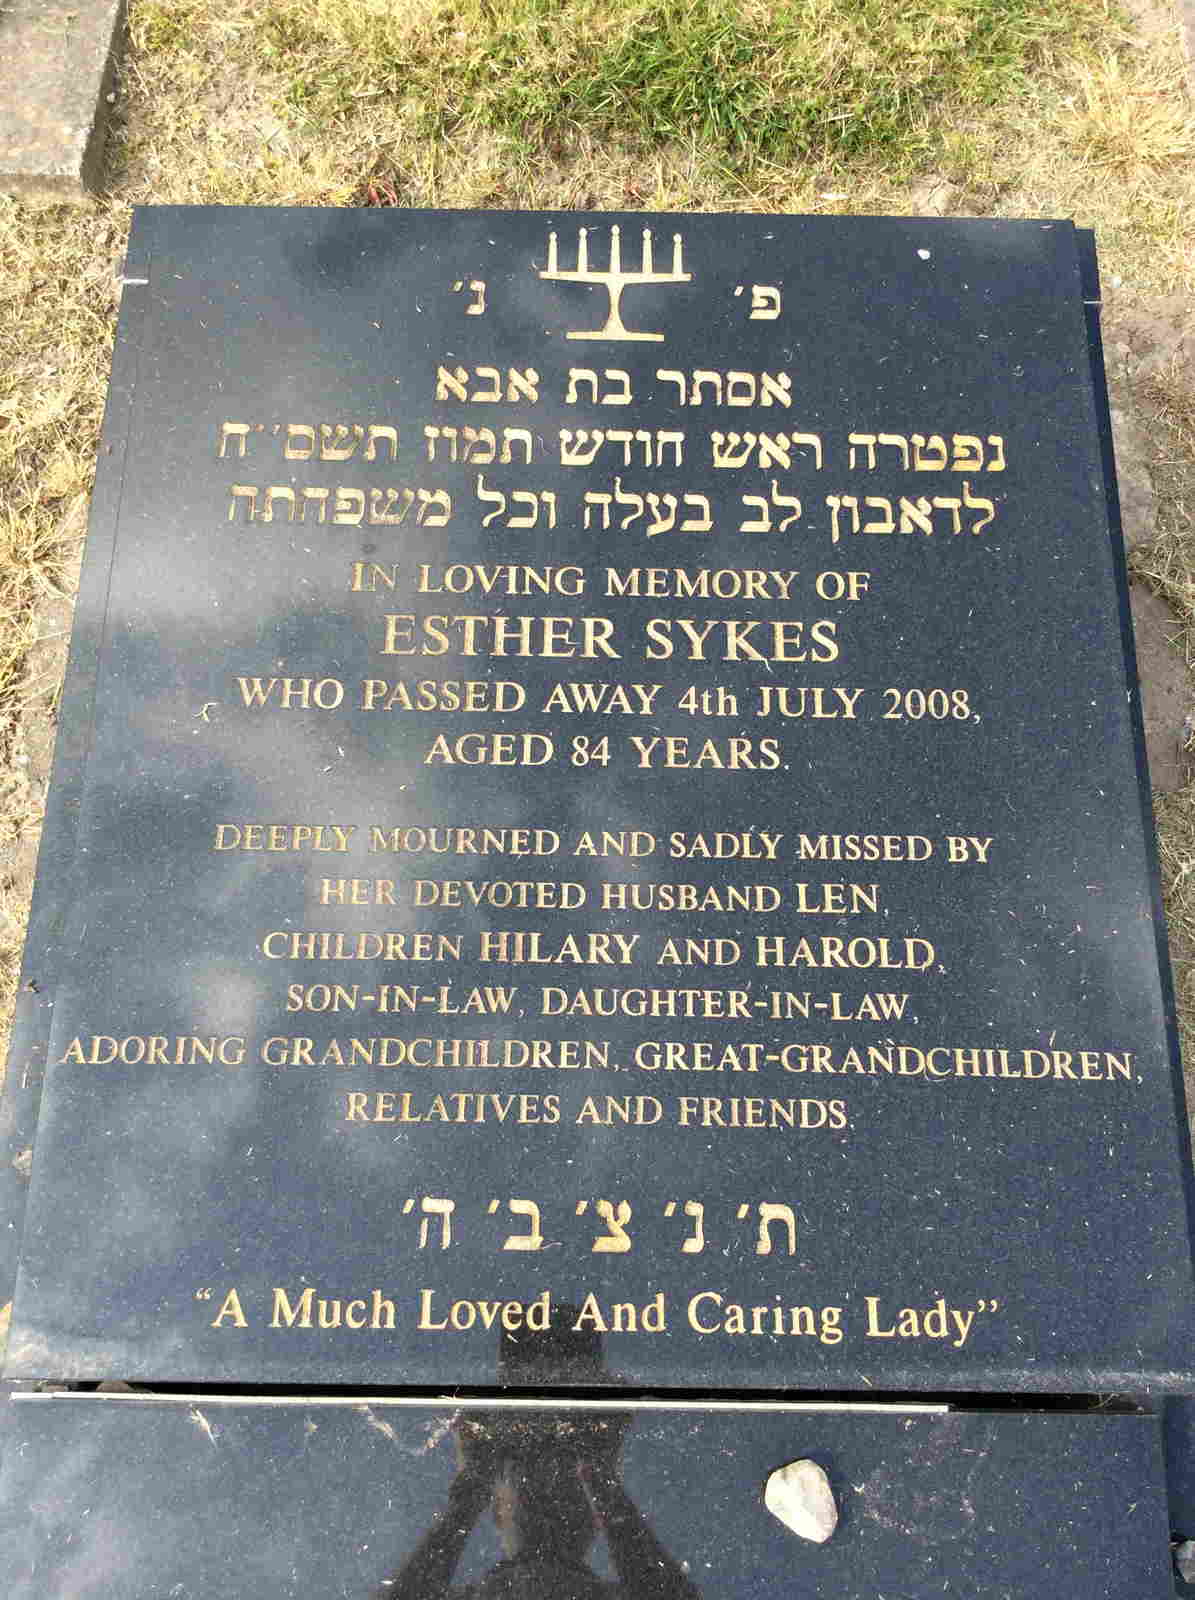 פ׳ נ׳
אסתר בת אבא
נפטרה ראש חודש תמוז תשס״ח
לדאבון לב בעלה וכל משפחתה
IN LOVING MEMORY OF
ESTHER SYKES
WHO PASSED AWAY 4th JULY 2008,
AGED 84 YEARS.
DEEPLY MOURNED AND SADLY MISSED BY
HER DEVOTED HUSBAND LEN,
CHILDREN HILARY AND HAROLD,
SON-IN-LAW, DAUGHTER-IN-LAW,
ADORING GRANDCHILDREN, GREAT-GRANDCHILDREN,
RELATIVES AND FRIENDS.
ת׳ נ׳ צ׳ ב׳ ה׳
“A Much Loved And Caring Lady”